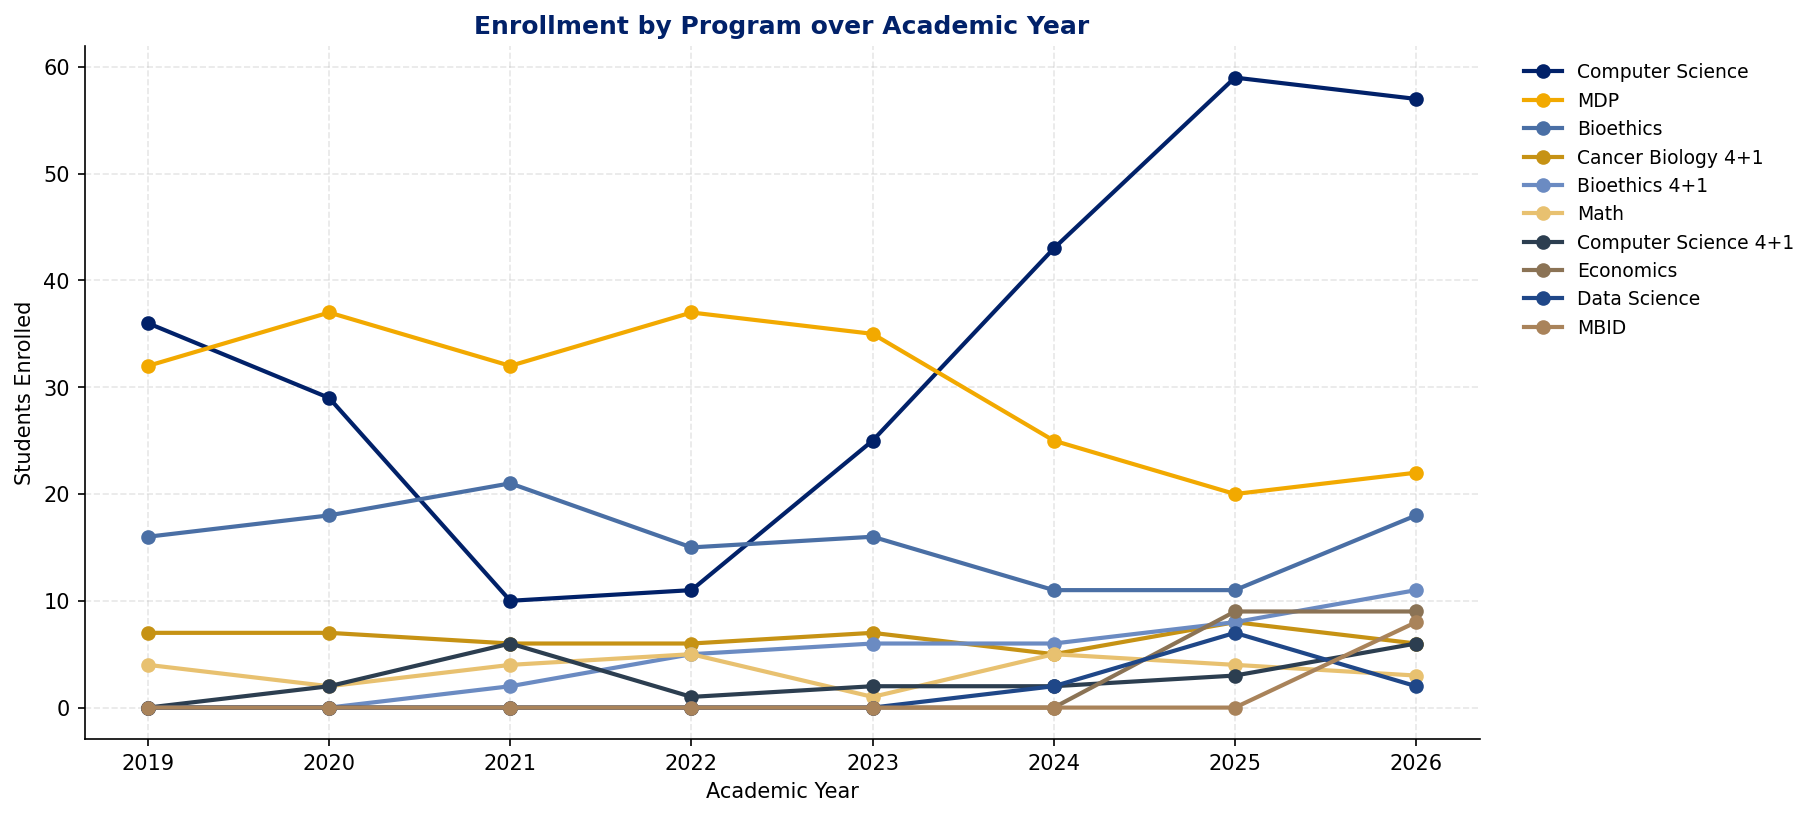 Enrollment by Program over Academic Year
60
50
40
30
20
10
0
Students Enrolled
2019 2020 2021 2022 2023 2024 2025 2026
Academic Year
Computer Science
MDP
Bioethics
Cancer Biology 4+1
Bioethics 4+1
Math
Computer Science 4+1
Economics
Data Science
MBID